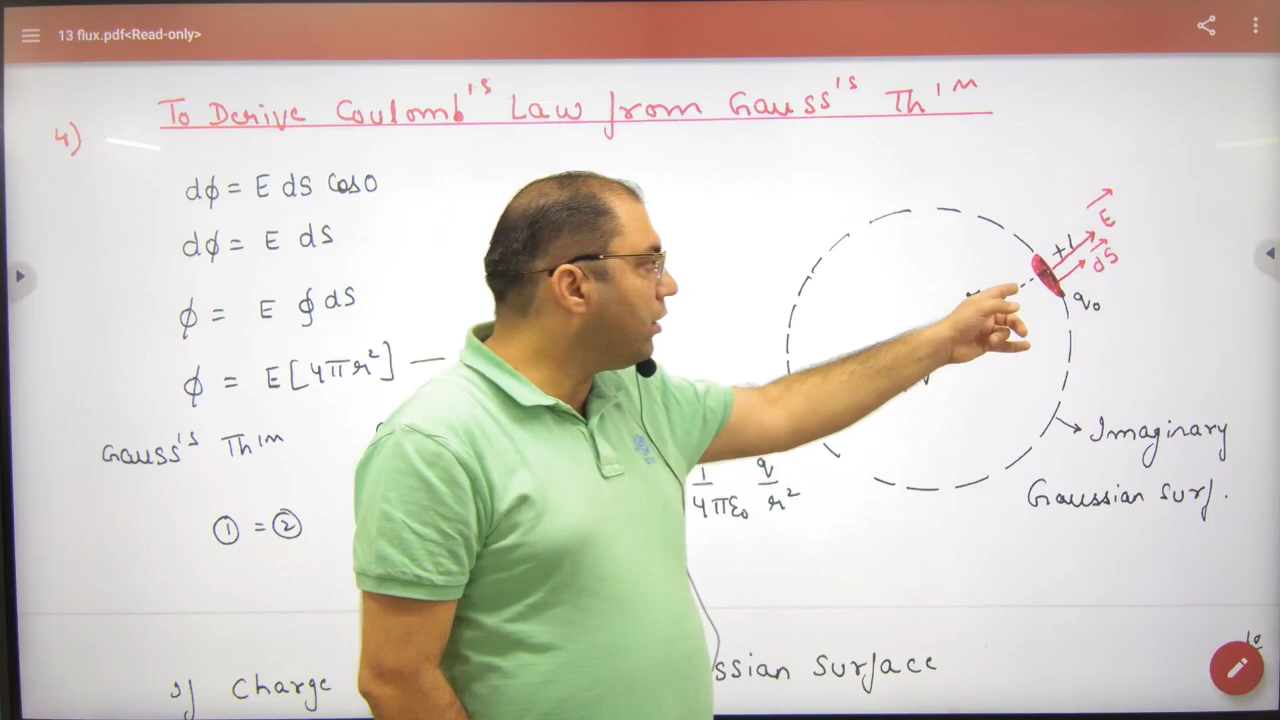 13 flux.pdf<Read-only>
To Derive Coulomb's Law from Gauss's Th'm
4)
dφ = E ds Cos0
dφ = E ds
φ = E ∮ ds
φ = E [4πr²] —
Gauss's Th'm
① = ②
1/4πε₀ q/r²
E
+1
ds
q₀
Imaginary
Gaussian Surf.
Charge
ssian Surface